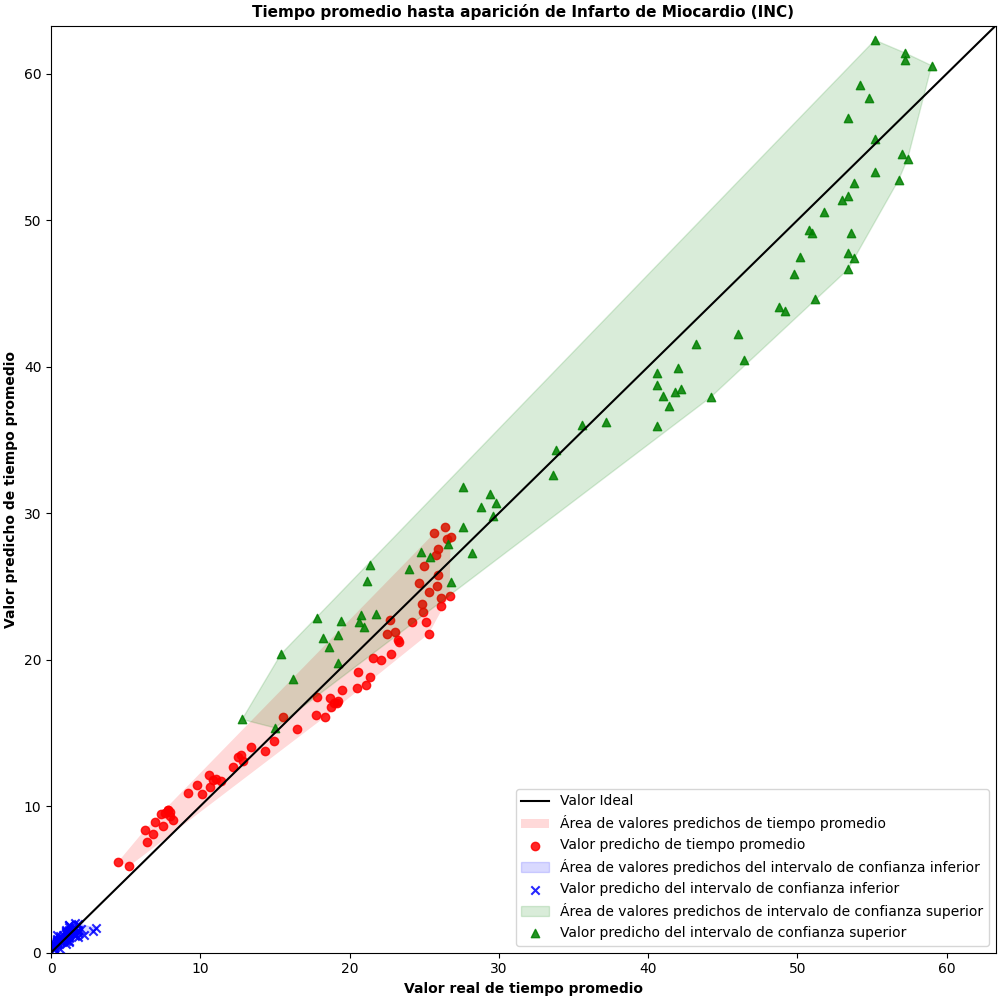 Tiempo promedio hasta aparición de Infarto de Miocardio (INC)
Valor predicho de tiempo promedio
60
50
40
30
20
10
0
0 10 20 30 40 50 60
Valor real de tiempo promedio
Valor Ideal
Área de valores predichos de tiempo promedio
Valor predicho de tiempo promedio
Área de valores predichos del intervalo de confianza inferior
Valor predicho del intervalo de confianza inferior
Área de valores predichos de intervalo de confianza superior
Valor predicho del intervalo de confianza superior